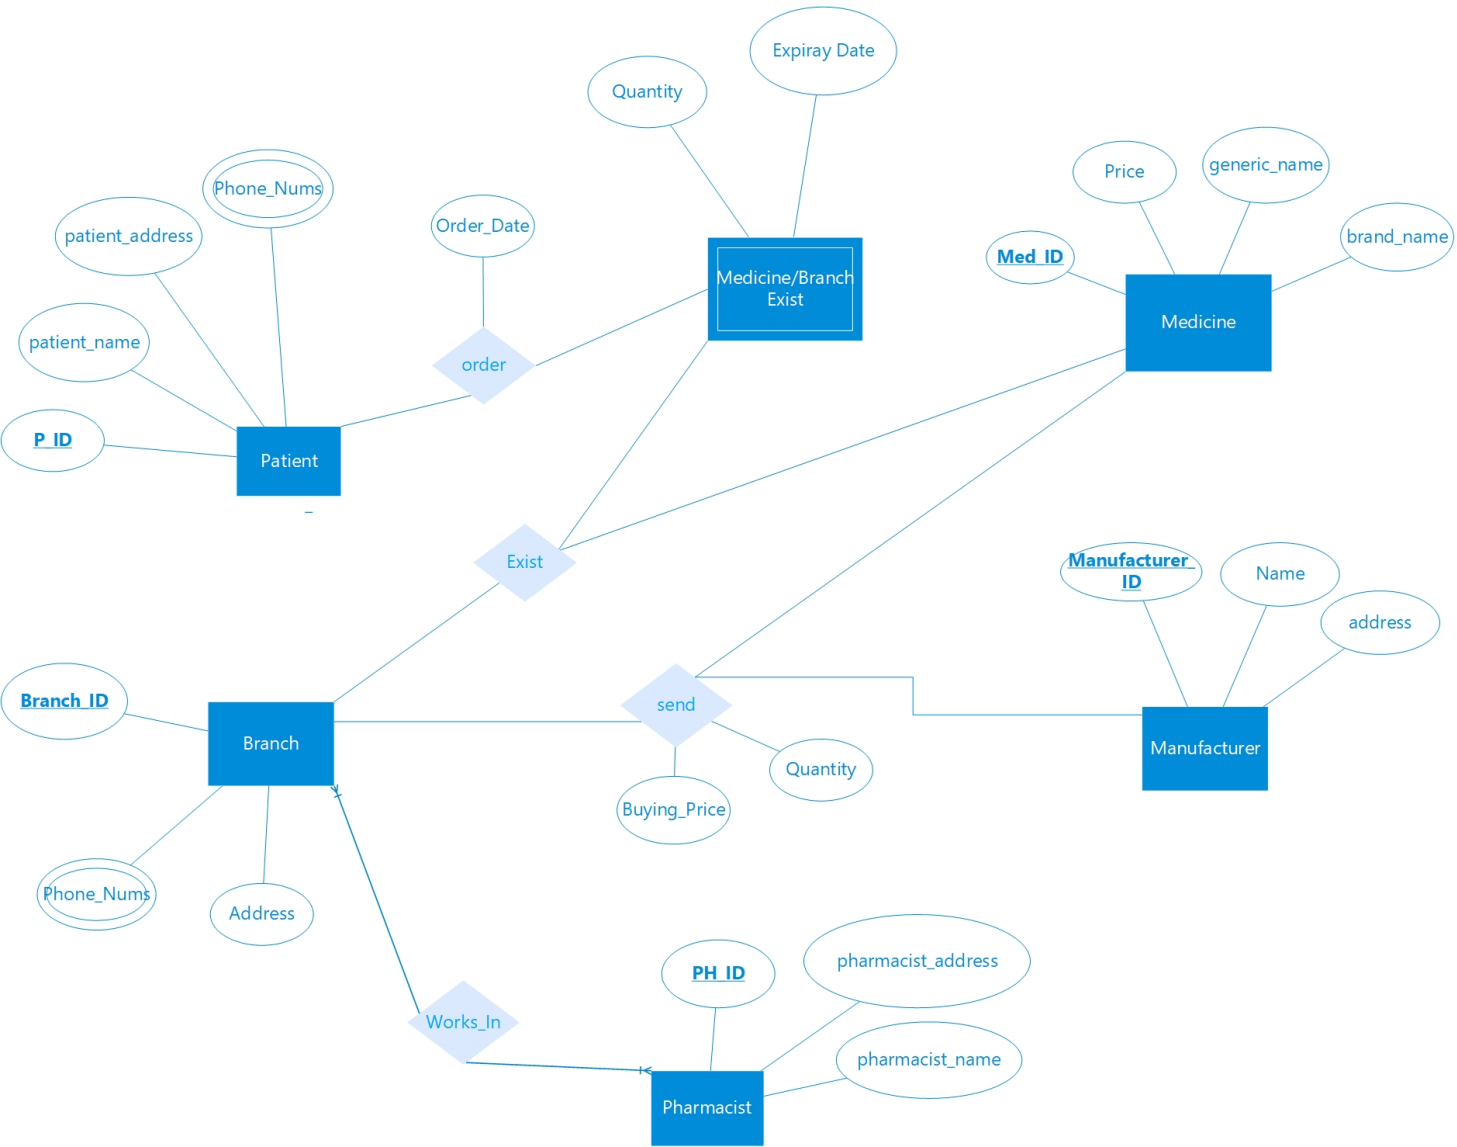 Expiray Date
Quantity
Phone_Nums
Price
generic_name
patient_address
Order_Date
brand_name
Med_ID
Medicine/Branch
Exist
Medicine
patient_name
order
P_ID
Patient
_
Exist
Manufacturer_
ID
Name
address
Branch_ID
send
Branch
Manufacturer
Quantity
Buying_Price
Phone_Nums
Address
pharmacist_address
PH_ID
Works_In
pharmacist_name
Pharmacist